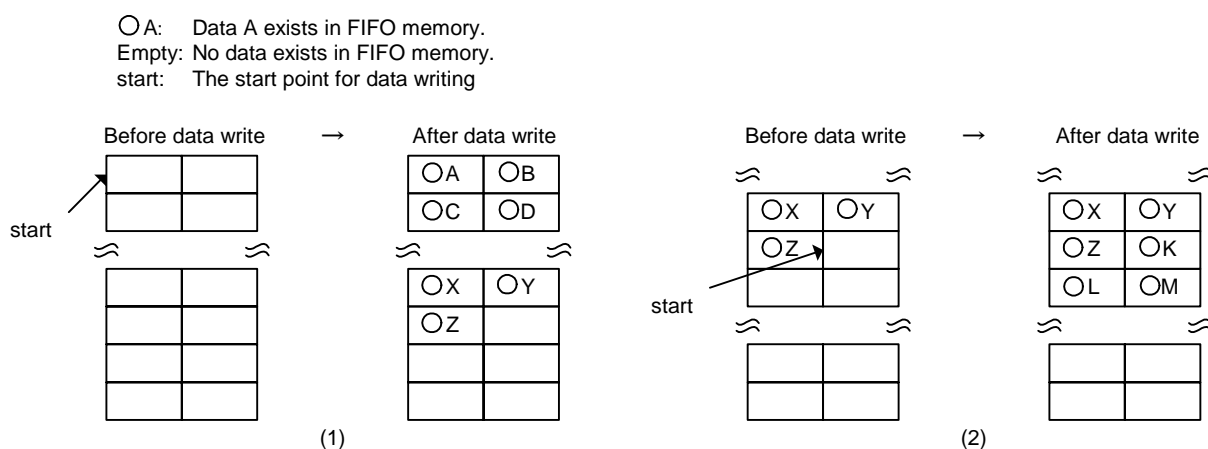 ○A: Data A exists in FIFO memory.
Empty: No data exists in FIFO memory.
start: The start point for data writing
Before data write → After data write
start
○A ○B
○C ○D
○X ○Y
○Z
(1)
Before data write → After data write
○X ○Y
○Z
start
○X ○Y
○Z ○K
○L ○M
(2)